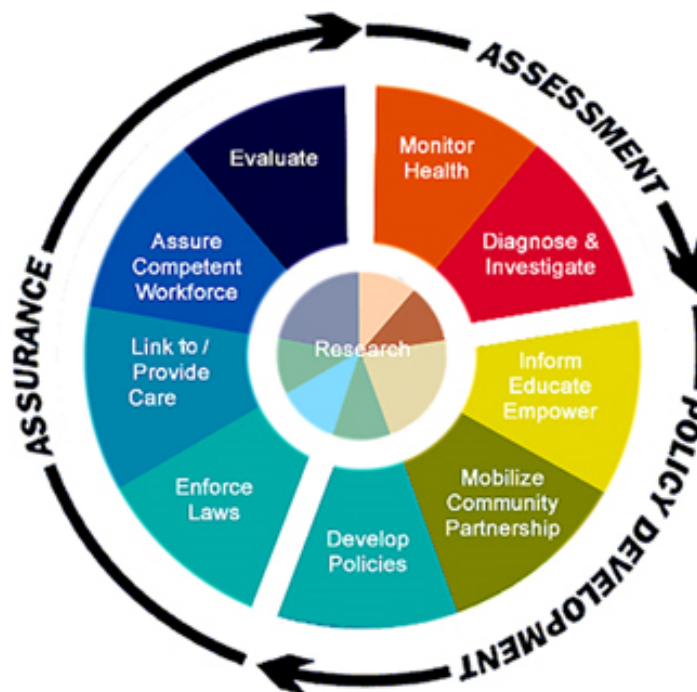 ASSESSMENT
Monitor
Health
Diagnose &
Investigate
POLICY DEVELOPMENT
Inform
Educate
Empower
Mobilize
Community
Partnership
Develop
Policies
ASSURANCE
Enforce
Laws
Link to /
Provide
Care
Assure
Competent
Workforce
Evaluate
Research